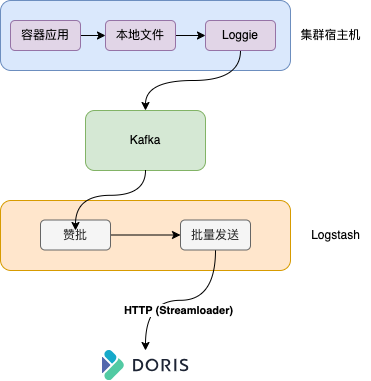 容器应用
本地文件
Loggie
集群宿主机
Kafka
赞批
批量发送
Logstash
HTTP (Streamloader)
DORIS